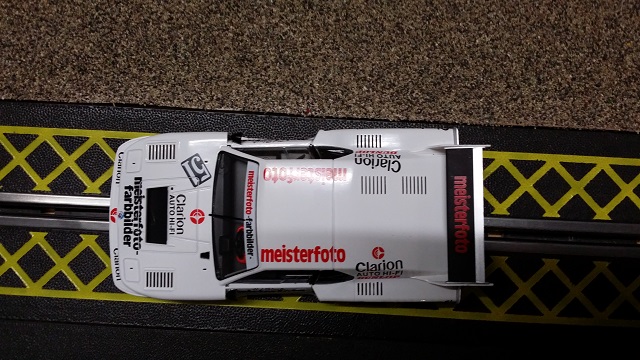 Clarion
Clarion
meisterfoto-
farbbilder
Clarion
AUTO HI-FI
51
meisterfoto-farbbilder-
meisterfoto
meisterfoto
Clarion
AUTO HI-FI
Clarion
AUTO HI-FI
meisterfoto